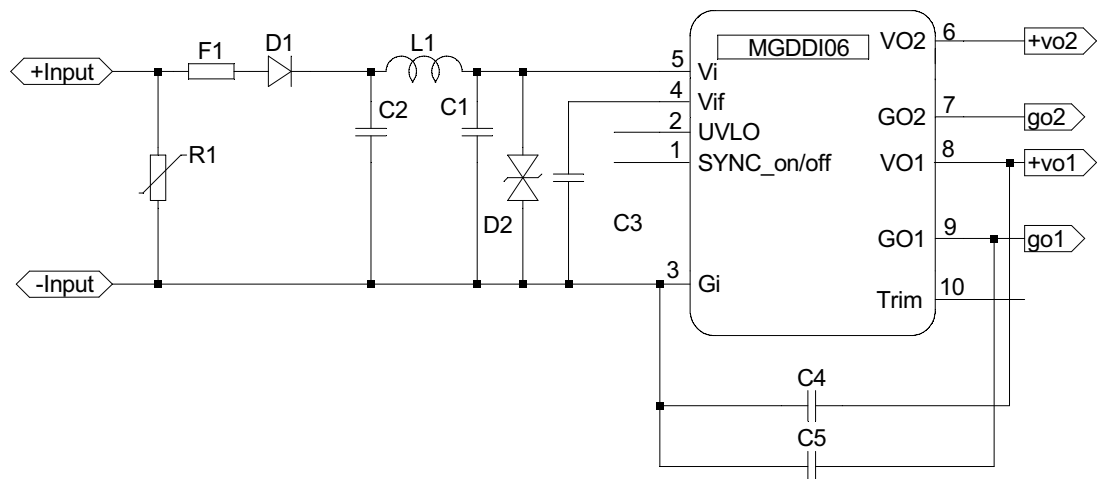 L1
F1 D1
MGDDI06
VO2 6 +vo2
+Input
5 Vi
C2 C1
4 Vif
GO2 7 go2
2 UVLO
R1
1 SYNC_on/off
VO1 8 +vo1
D2
C3
GO1 9 go1
-Input
3 Gi
Trim 10
C4
C5